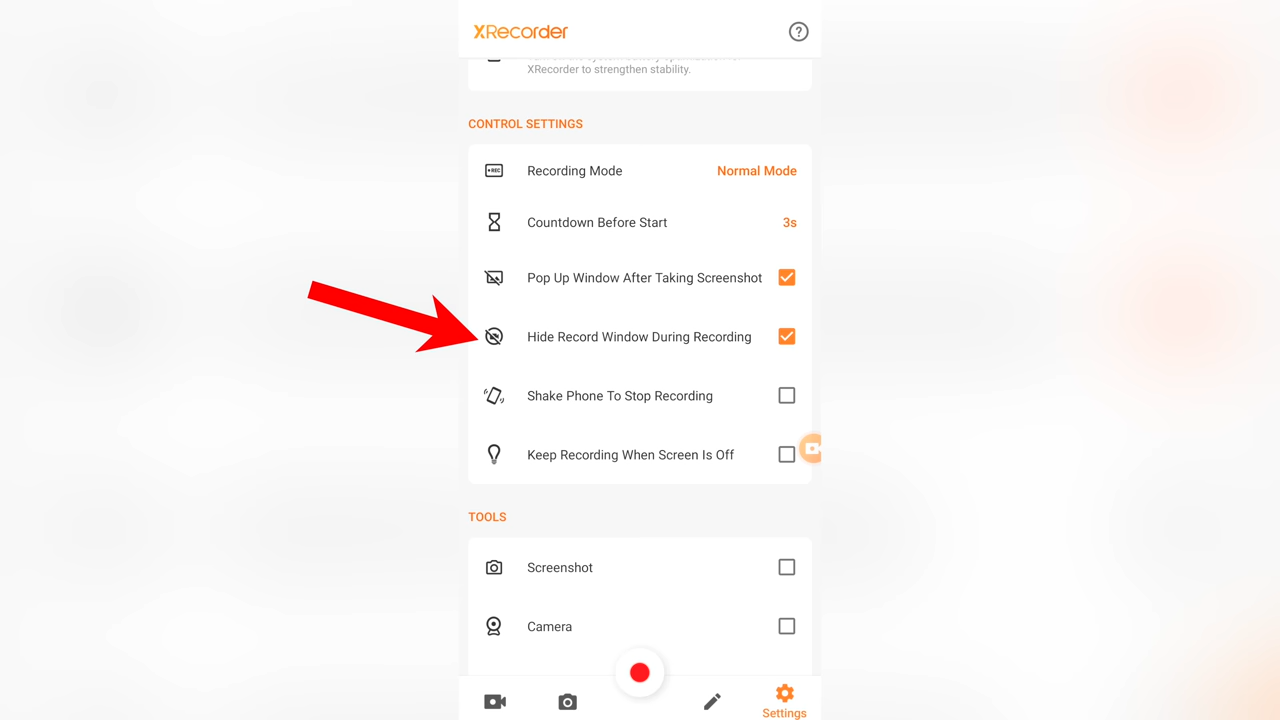 XRecorder
XRecorder to strengthen stability.
CONTROL SETTINGS
REC
Recording Mode
Normal Mode
Countdown Before Start
3s
Pop Up Window After Taking Screenshot
Hide Record Window During Recording
Shake Phone To Stop Recording
Keep Recording When Screen Is Off
TOOLS
Screenshot
Camera
Settings